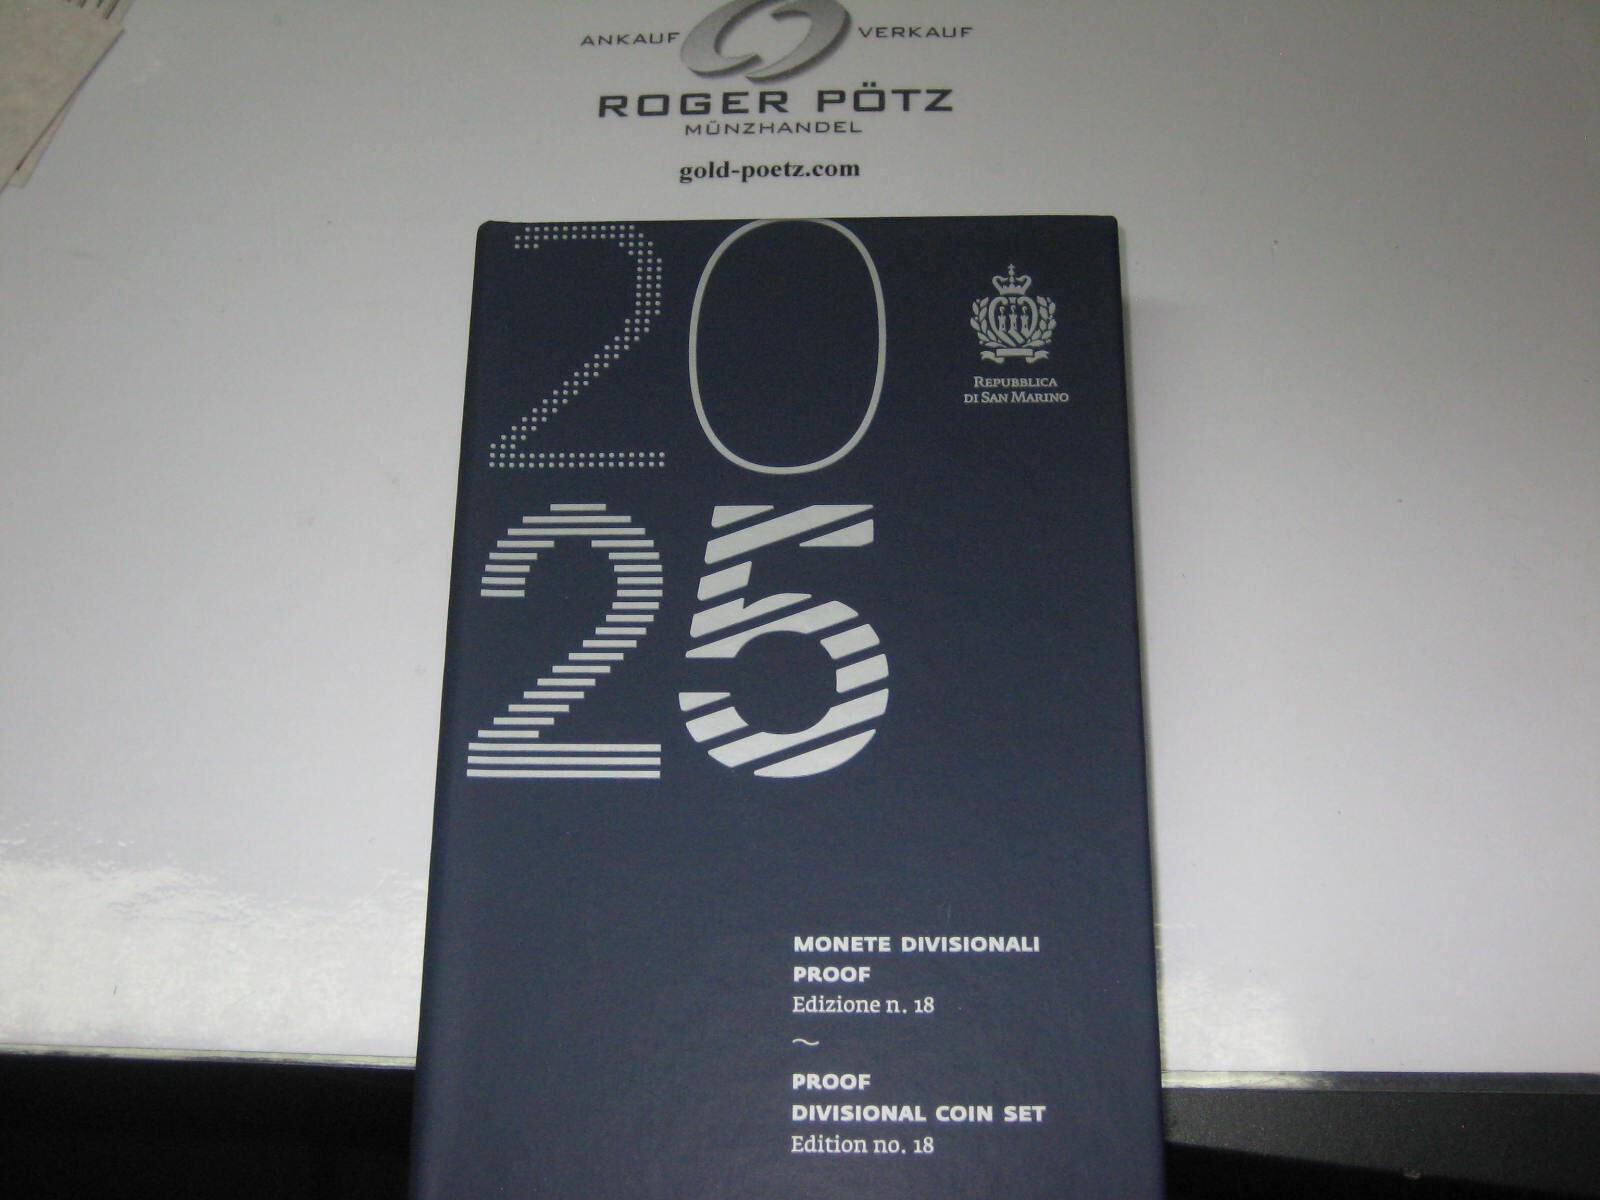 ANKAUF VERKAUF
ROGER PÖTZ
MÜNZHANDEL
gold-poetz.com
20
25
REPUBBLICA
DI SAN MARINO
MONETE DIVISIONALI
PROOF
Edizione n. 18
~
PROOF
DIVISIONAL COIN SET
Edition no. 18